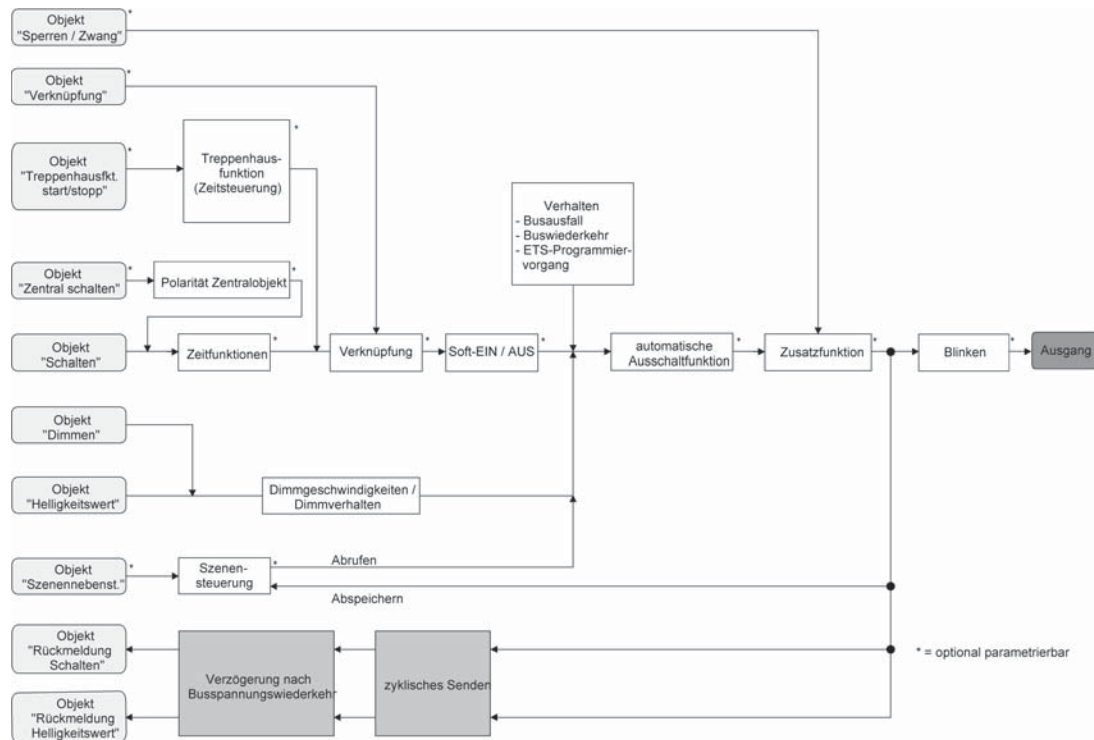 Objekt
"Sperren / Zwang"
*
Objekt
"Verknüpfung"
*
Objekt
"Treppenhausfkt.
start/stopp"
*
Treppenhaus-
funktion
(Zeitsteuerung)
*
Verhalten
- Busausfall
- Buswiederkehr
- ETS-Programmier-
vorgang
Objekt
"Zentral schalten"
*
Polarität Zentralobjekt
*
Objekt
"Schalten"
Zeitfunktionen
*
Verknüpfung
*
Soft-EIN / AUS
*
automatische
Ausschaltfunktion
*
Zusatzfunktion
*
Blinken
*
Ausgang
Objekt
"Dimmen"
Objekt
"Helligkeitswert"
Dimmgeschwindigkeiten /
Dimmverhalten
Objekt
"Szenennebenst."
*
Szenen-
steuerung
*
Abrufen
Abspeichern
Objekt
"Rückmeldung
Schalten"
Verzögerung nach
Busspannungswiederkehr
zyklisches Senden
* = optional parametrierbar
Objekt
"Rückmeldung
Helligkeitswert"